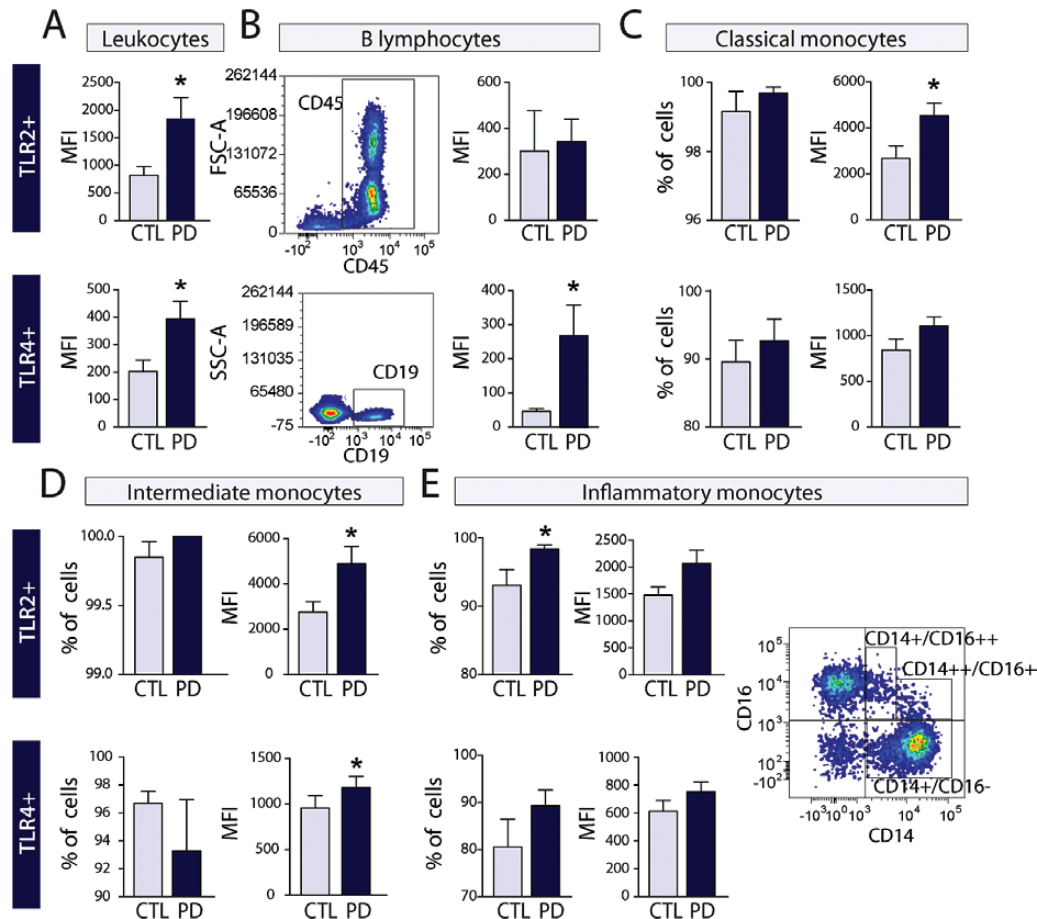 A
Leukocytes
B
B lymphocytes
C
Classical monocytes
TLR2+
MFI
2500
2000
1500
1000
500
0
*
CTL PD
FSC-A
262144
196608
131072
65536
0
CD45
-10² 10³ 10⁴ 10⁵
CD45
MFI
600
400
200
0
CTL PD
% of cells
100
98
96
CTL PD
MFI
6000
4000
2000
0
*
CTL PD
TLR4+
MFI
500
400
300
200
100
0
*
CTL PD
SSC-A
262144
196589
131035
65480
-75
CD19
-10² 10³ 10⁴ 10⁵
CD19
MFI
400
300
200
100
0
*
CTL PD
% of cells
100
90
80
CTL PD
MFI
1500
1000
500
0
CTL PD
D
Intermediate monocytes
E
Inflammatory monocytes
TLR2+
% of cells
100.0
99.5
99.0
CTL PD
MFI
6000
4000
2000
0
*
CTL PD
% of cells
100
90
80
*
CTL PD
MFI
2500
2000
1500
1000
500
0
CTL PD
CD16
10⁵
10⁴
10³
10²
-10²
CD14+/CD16++
CD14++/CD16+
CD14+/CD16-
-10³10⁰ 10³ 10⁴ 10⁵
CD14
TLR4+
% of cells
98
96
95
94
92
90
CTL PD
MFI
1500
1000
500
0
*
CTL PD
% of cells
100
90
80
70
CTL PD
MFI
1000
800
600
400
200
0
CTL PD